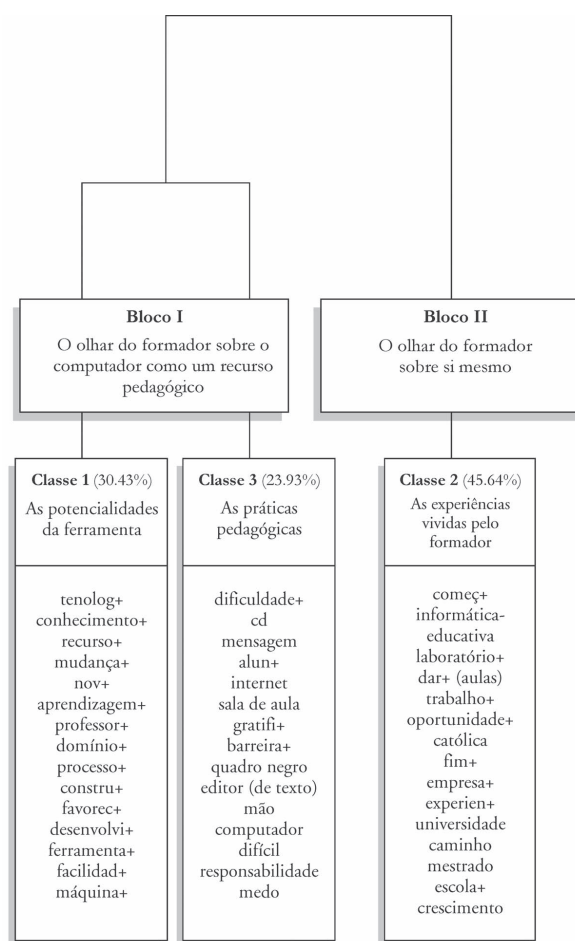 Bloco I
O olhar do formador sobre o
computador como um recurso
pedagógico
Bloco II
O olhar do formador
sobre si mesmo
Classe 1 (30.43%)
As potencialidades
da ferramenta
tenolog+
conhecimento+
recurso+
mudança+
nov+
aprendizagem+
professor+
domínio+
processo+
constru+
favorec+
desenvolvi+
ferramenta+
facilidad+
máquina+
Classe 3 (23.93%)
As práticas
pedagógicas
dificuldade+
cd
mensagem
alun+
internet
sala de aula
gratifi+
barreira+
quadro negro
editor (de texto)
mão
computador
difícil
responsabilidade
medo
Classe 2 (45.64%)
As experiências
vividas pelo
formador
começ+
informática-
educativa
laboratório+
dar+ (aulas)
trabalho+
oportunidade+
católica
fim+
empresa+
experien+
universidade
caminho
mestrado
escola+
crescimento